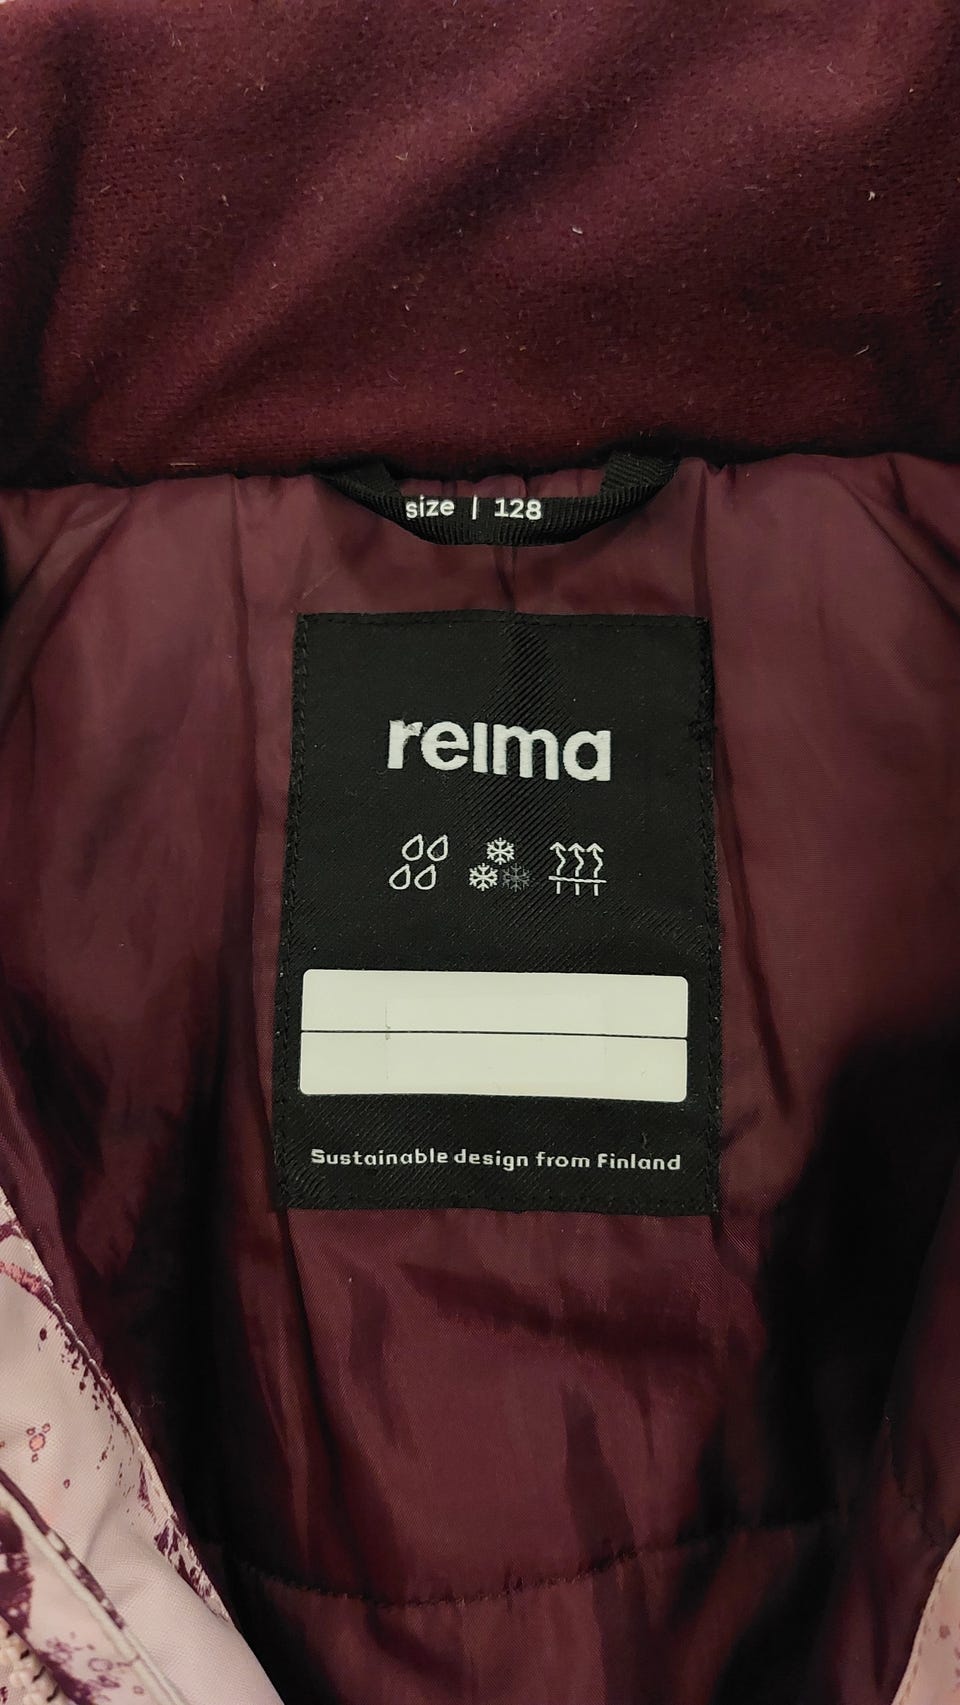 size | 128
reima
Sustainable design from Finland